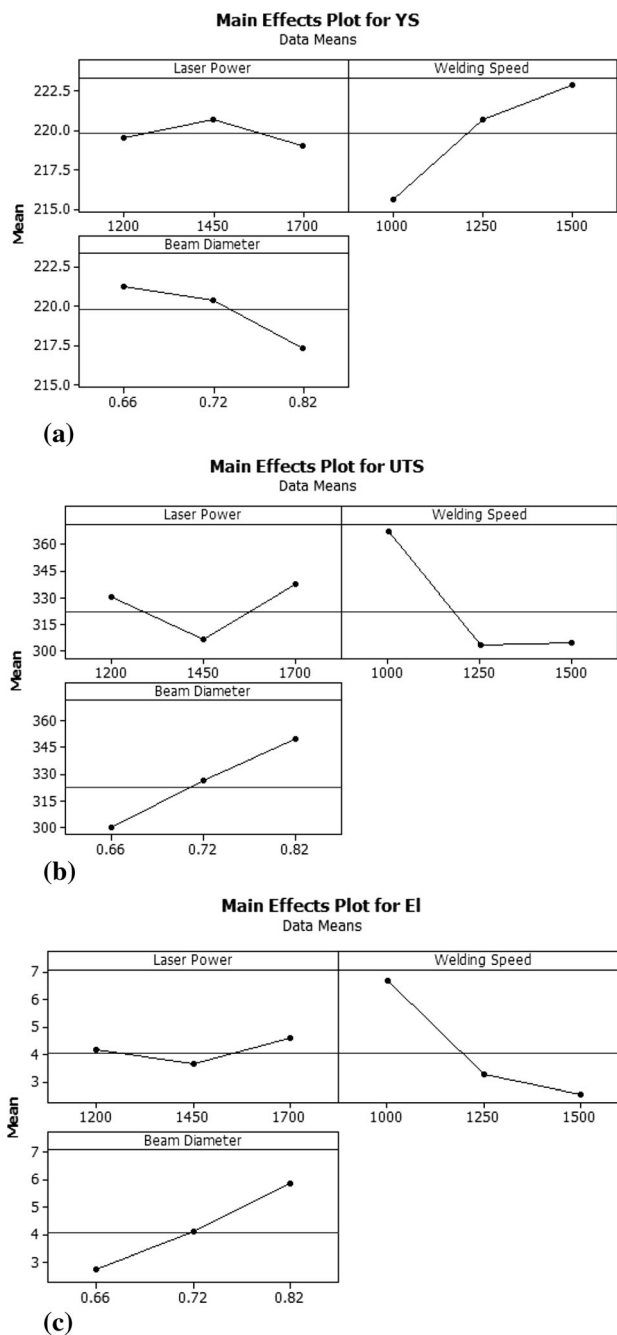 Main Effects Plot for YS
Data Means
Laser Power Welding Speed
222.5
220.0
217.5
215.0
1200 1450 1700 1000 1250 1500
Mean
Beam Diameter
222.5
220.0
217.5
215.0
0.66 0.72 0.82
(a)
Main Effects Plot for UTS
Data Means
Laser Power Welding Speed
360
345
330
315
300
1200 1450 1700 1000 1250 1500
Mean
Beam Diameter
360
345
330
315
300
0.66 0.72 0.82
(b)
Main Effects Plot for El
Data Means
Laser Power Welding Speed
7
6
5
4
3
1200 1450 1700 1000 1250 1500
Mean
Beam Diameter
7
6
5
4
3
0.66 0.72 0.82
(c)